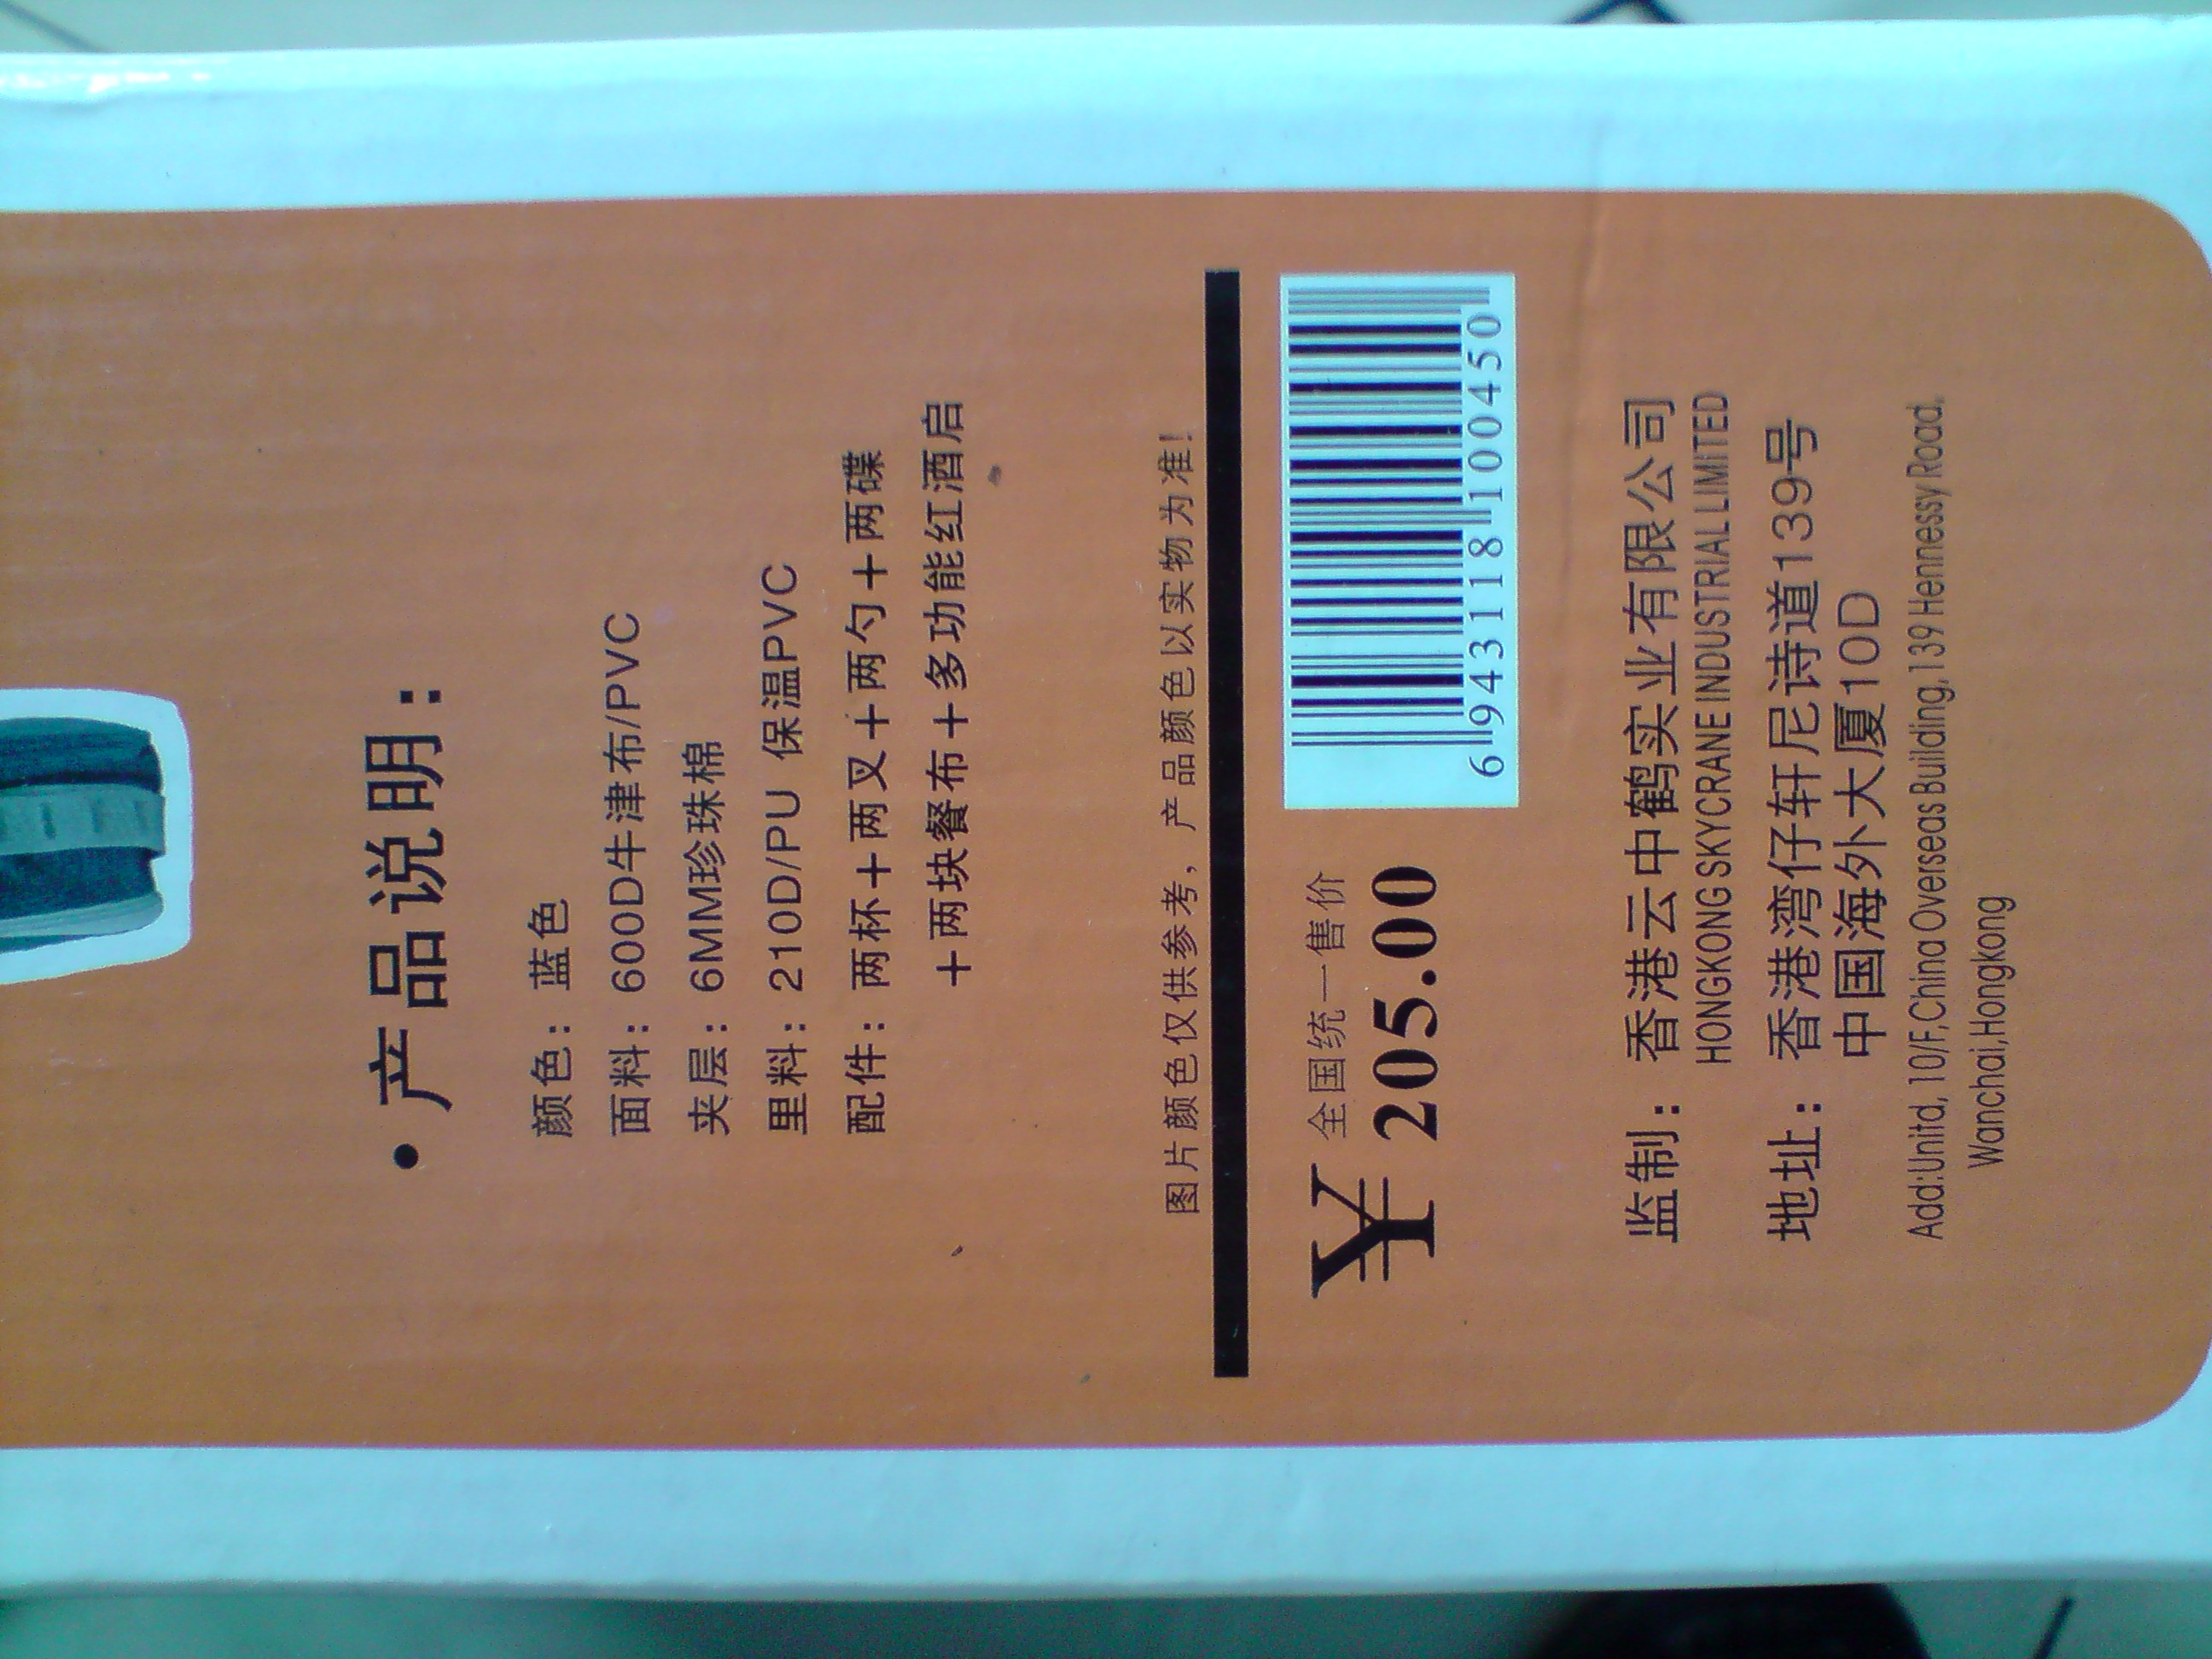 • 产品说明：
颜色：蓝色
面料：600D牛津布/PVC
夹层：6MM珍珠棉
里料：210D/PU 保温PVC
配件：两杯＋两叉＋两勺＋两碟
＋两块餐布＋多功能红酒启
图片颜色仅供参考，产品颜色以实物为准！
¥ 全国统一售价
205.00
6 943118 100450
监制：香港云中鹤实业有限公司
HONGKONG SKYCRANE INDUSTRIAL LIMITED
地址：香港湾仔轩尼诗道139号
中国海外大厦10D
Add:Unitd, 10/F,China Overseas Building,139 Hennessy Road,
Wanchai,Hongkong